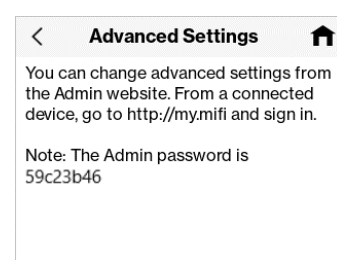 Advanced Settings
You can change advanced settings from
the Admin website. From a connected
device, go to http://my.mifi and sign in.
Note: The Admin password is
59c23b46